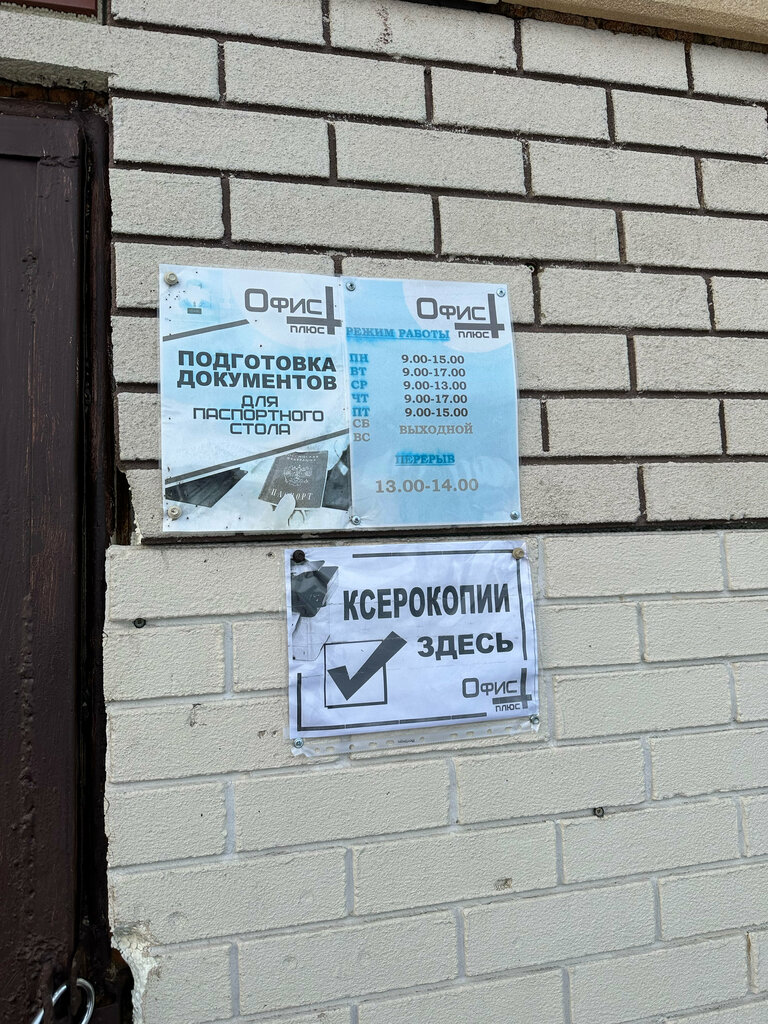 Офис
плюс
ПОДГОТОВКА
ДОКУМЕНТОВ
ДЛЯ
ПАСПОРТНОГО
СТОЛА
ПАСПОРТ
Офис
плюс
РЕЖИМ РАБОТЫ
ПН 9.00-15.00
ВТ 9.00-17.00
СР 9.00-13.00
ЧТ 9.00-17.00
ПТ 9.00-15.00
СБ ВЫХОДНОЙ
ВС
ПЕРЕРЫВ
13.00-14.00
КСЕРОКОПИИ
ЗДЕСЬ
Офис
плюс